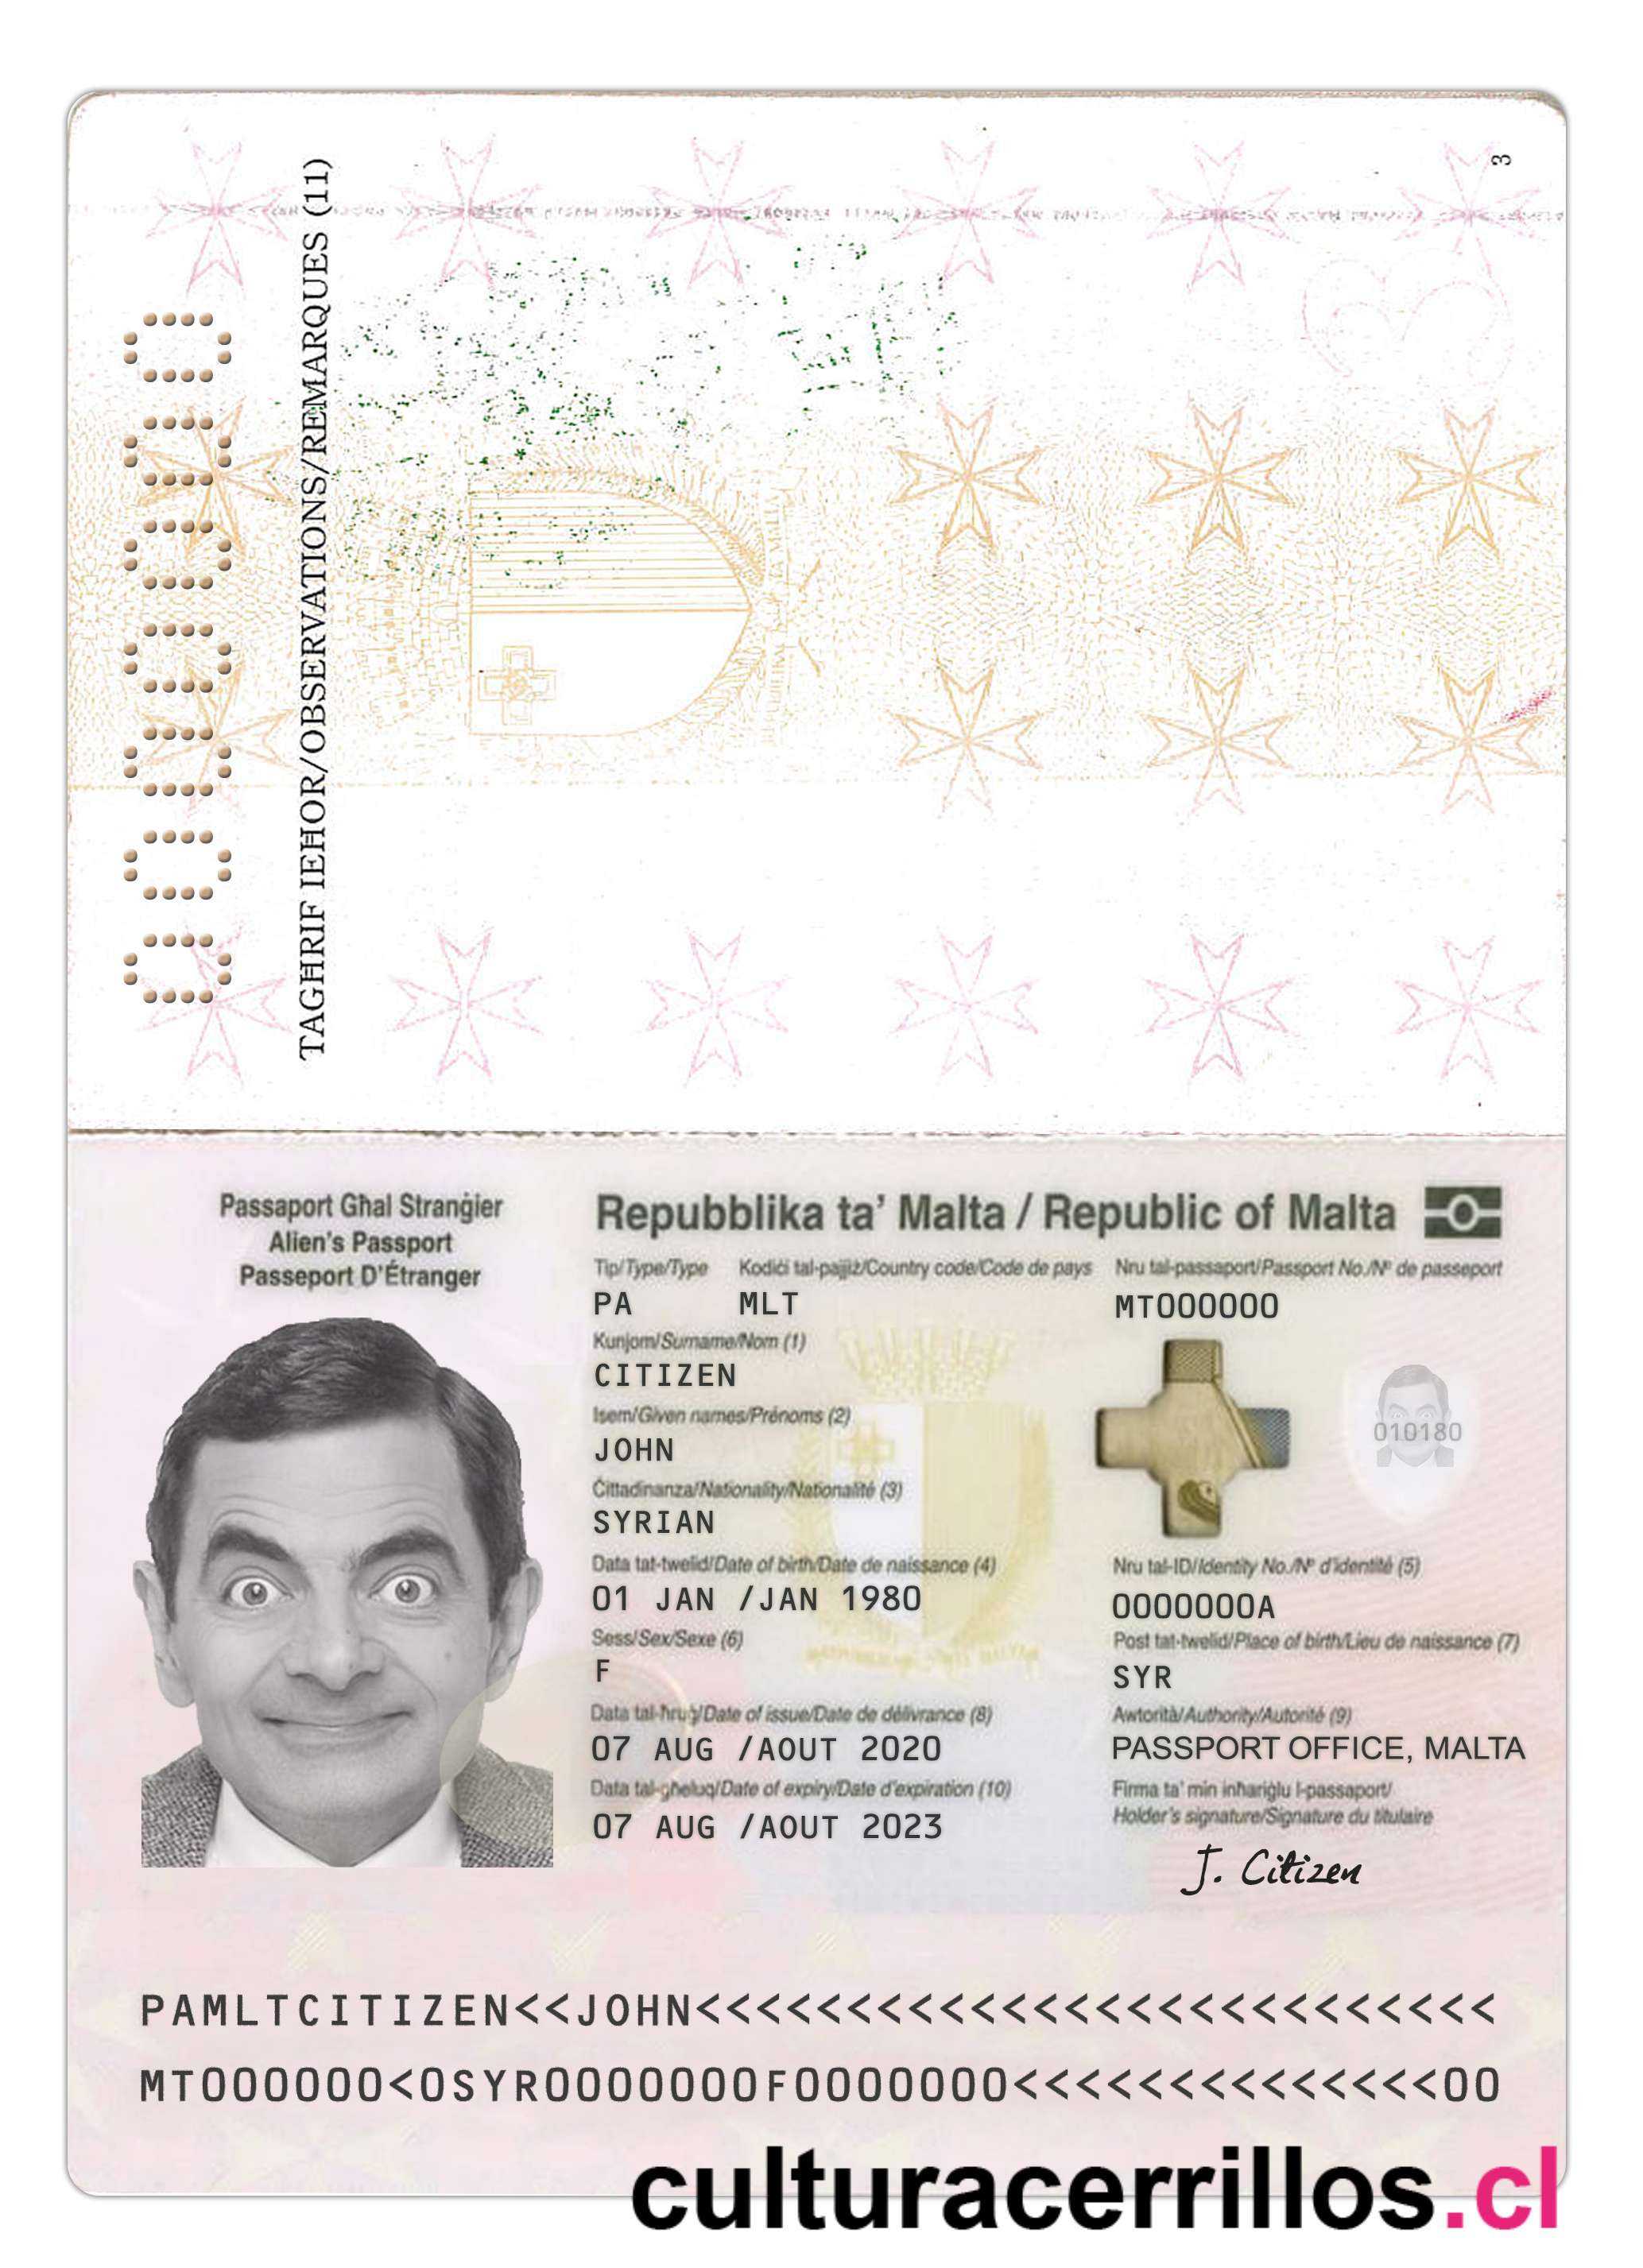 3
TAGĦRIF IEĦOR/OBSERVATIONS/REMARQUES (11)
Passaport Għal Stranġier
Alien's Passport
Passeport D'Étranger
Repubblika ta' Malta / Republic of Malta
Tip/Type/Type Kodiċi tal-pajjiż/Country code/Code de pays Nru tal-passaport/Passport No./Nº de passeport
PA MLT MT000000
Kunjom/Surname/Nom (1)
CITIZEN
Isem/Given names/Prénoms (2)
JOHN
010180
Ċittadinanza/Nationality/Nationalité (3)
SYRIAN
Data tat-twelid/Date of birth/Date de naissance (4) Nru tal-ID/Identity No./Nº d'identité (5)
01 JAN /JAN 1980 0000000A
Sess/Sex/Sexe (6) Post tat-twelid/Place of birth/Lieu de naissance (7)
F SYR
Data tal-ħruġ/Date of issue/Date de délivrance (8) Awtorità/Authority/Autorité (9)
07 AUG /AOUT 2020 PASSPORT OFFICE, MALTA
Data tal-għeluq/Date of expiry/Date d'expiration (10) Firma ta' min inħariġlu l-passaport/
Holder's signature/Signature du titulaire
07 AUG /AOUT 2023
J. Citizen
PAMLTCITIZEN<<JOHN<<<<<<<<<<<<<<<<<<<<<<<<<<
MT000000<0SYR0000000F0000000<<<<<<<<<<<<<<00
culturacerrillos.cl